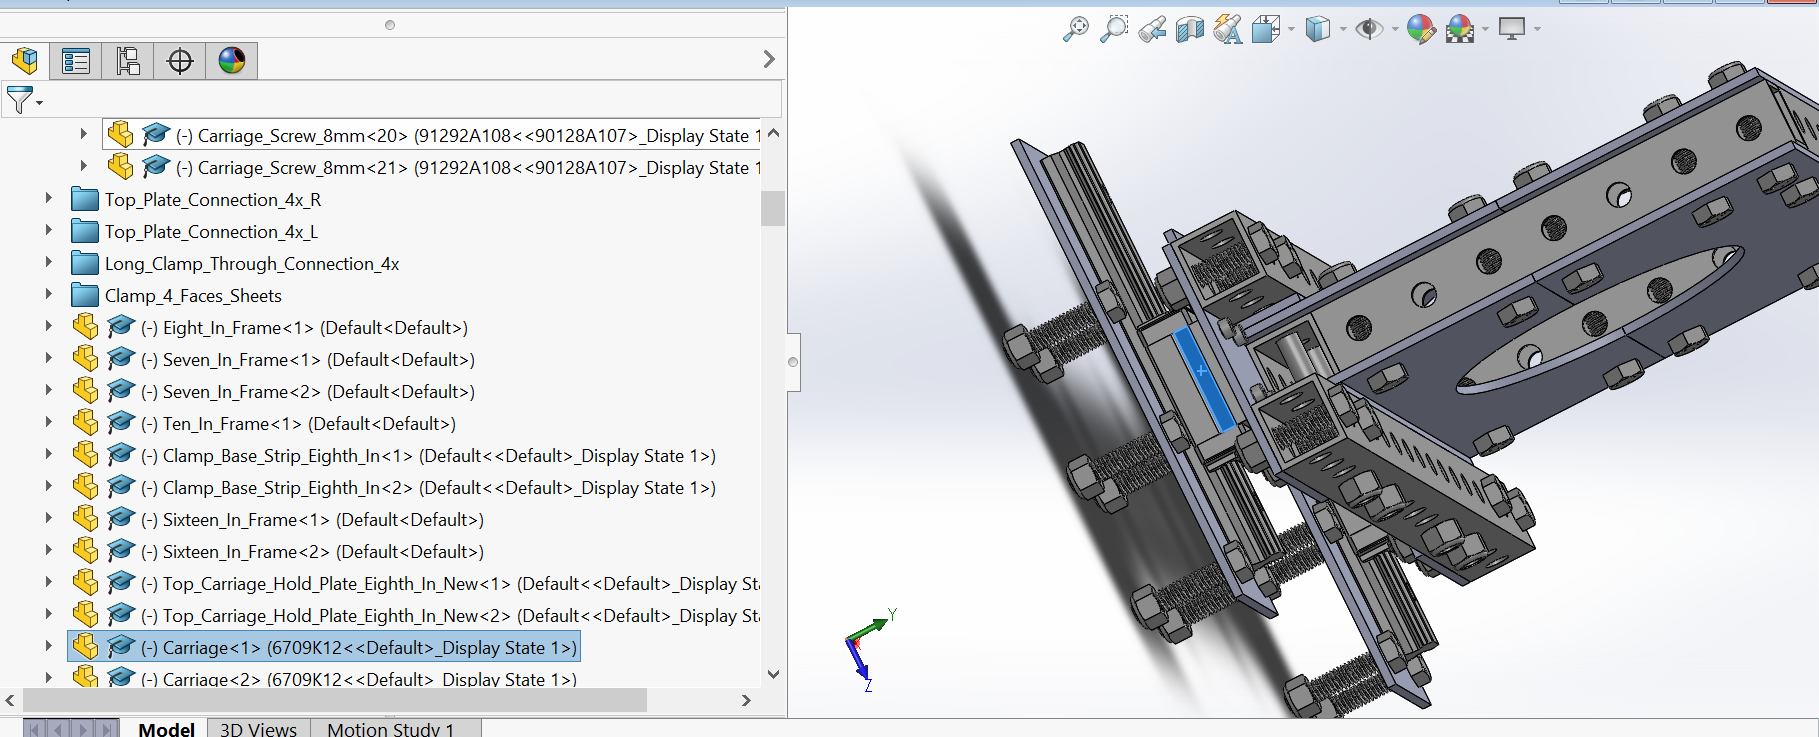 (-) Carriage_Screw_8mm<20> (91292A108<<90128A107>_Display State 1
(-) Carriage_Screw_8mm<21> (91292A108<<90128A107>_Display State 1
Top_Plate_Connection_4x_R
Top_Plate_Connection_4x_L
Long_Clamp_Through_Connection_4x
Clamp_4_Faces_Sheets
(-) Eight_In_Frame<1> (Default<Default>)
(-) Seven_In_Frame<1> (Default<Default>)
(-) Seven_In_Frame<2> (Default<Default>)
(-) Ten_In_Frame<1> (Default<Default>)
(-) Clamp_Base_Strip_Eighth_In<1> (Default<<Default>_Display State 1>)
(-) Clamp_Base_Strip_Eighth_In<2> (Default<<Default>_Display State 1>)
(-) Sixteen_In_Frame<1> (Default<Default>)
(-) Sixteen_In_Frame<2> (Default<Default>)
(-) Top_Carriage_Hold_Plate_Eighth_In_New<1> (Default<<Default>_Display St
(-) Top_Carriage_Hold_Plate_Eighth_In_New<2> (Default<<Default>_Display St
(-) Carriage<1> (6709K12<<Default>_Display State 1>)
(-) Carriage<2> (6709K12<<Default>_Display State 1>)
Model 3D Views Motion Study 1
Y
Z